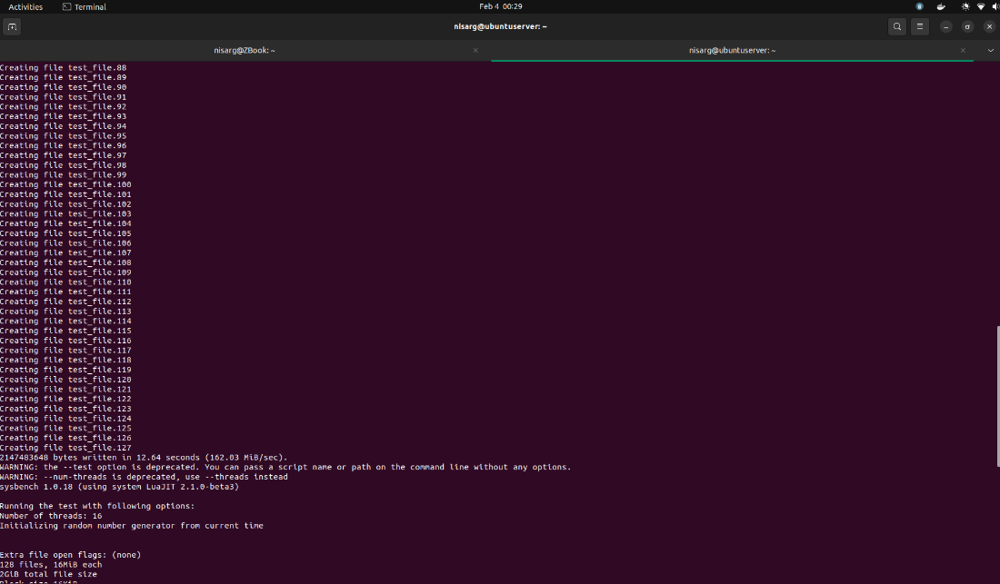 Activities
Terminal
Feb 4 00:29
nisarg@ubuntuserver: ~
nisarg@ZBook: ~
nisarg@ubuntuserver: ~
Creating file test_file.88
Creating file test_file.89
Creating file test_file.90
Creating file test_file.91
Creating file test_file.92
Creating file test_file.93
Creating file test_file.94
Creating file test_file.95
Creating file test_file.96
Creating file test_file.97
Creating file test_file.98
Creating file test_file.99
Creating file test_file.100
Creating file test_file.101
Creating file test_file.102
Creating file test_file.103
Creating file test_file.104
Creating file test_file.105
Creating file test_file.106
Creating file test_file.107
Creating file test_file.108
Creating file test_file.109
Creating file test_file.110
Creating file test_file.111
Creating file test_file.112
Creating file test_file.113
Creating file test_file.114
Creating file test_file.115
Creating file test_file.116
Creating file test_file.117
Creating file test_file.118
Creating file test_file.119
Creating file test_file.120
Creating file test_file.121
Creating file test_file.122
Creating file test_file.123
Creating file test_file.124
Creating file test_file.125
Creating file test_file.126
Creating file test_file.127
2147483648 bytes written in 12.64 seconds (162.03 MiB/sec).
WARNING: the --test option is deprecated. You can pass a script name or path on the command line without any options.
WARNING: --num-threads is deprecated, use --threads instead
sysbench 1.0.18 (using system LuaJIT 2.1.0-beta3)
Running the test with following options:
Number of threads: 16
Initializing random number generator from current time
Extra file open flags: (none)
128 files, 16MiB each
2GiB total file size
Block size 16KiB